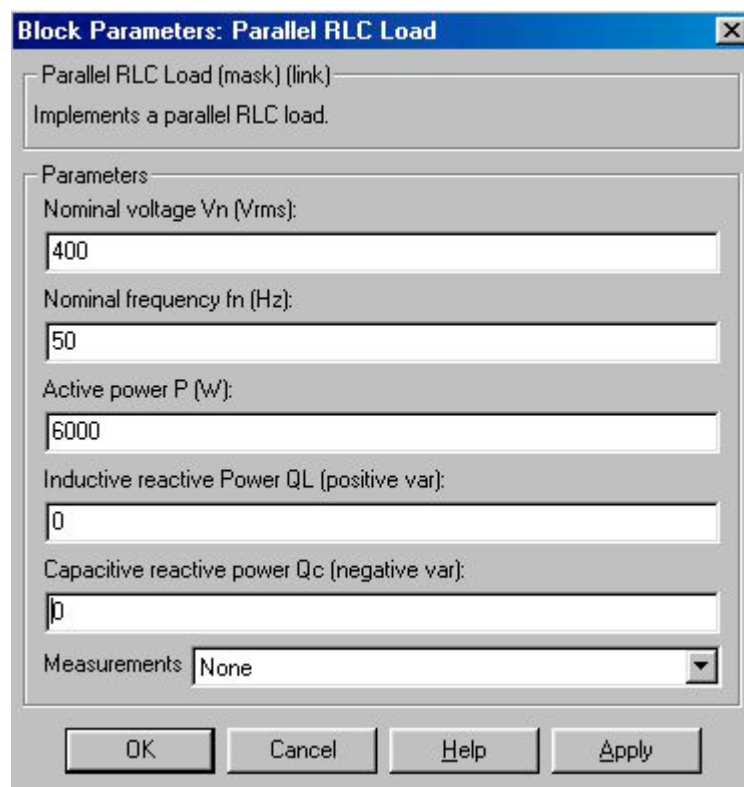 Block Parameters: Parallel RLC Load
Parallel RLC Load (mask) (link)
Implements a parallel RLC load.
Parameters
Nominal voltage Vn (Vrms):
400
Nominal frequency fn (Hz):
50
Active power P (W):
6000
Inductive reactive Power QL (positive var):
0
Capacitive reactive power Qc (negative var):
0
Measurements None
OK Cancel Help Apply